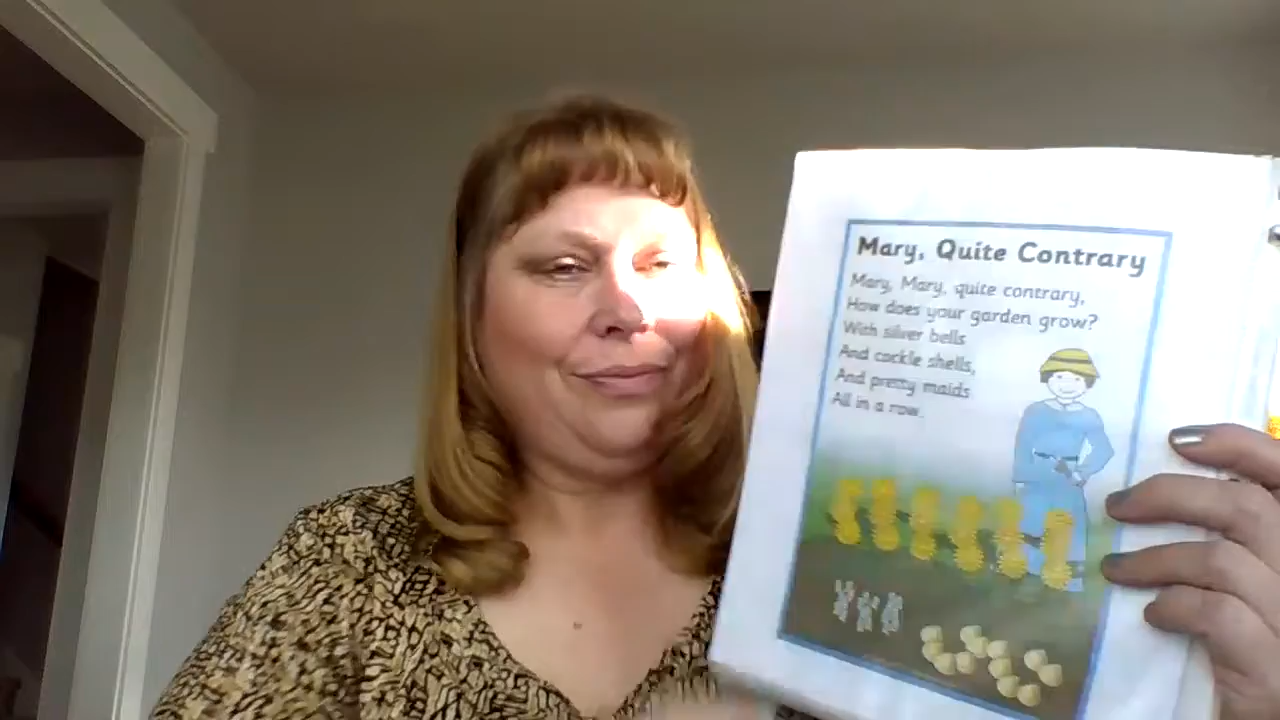 Mary, Quite Contrary
Mary, Mary, quite contrary,
How does your garden grow?
With silver bells
And cockle shells,
And pretty maids
All in a row.